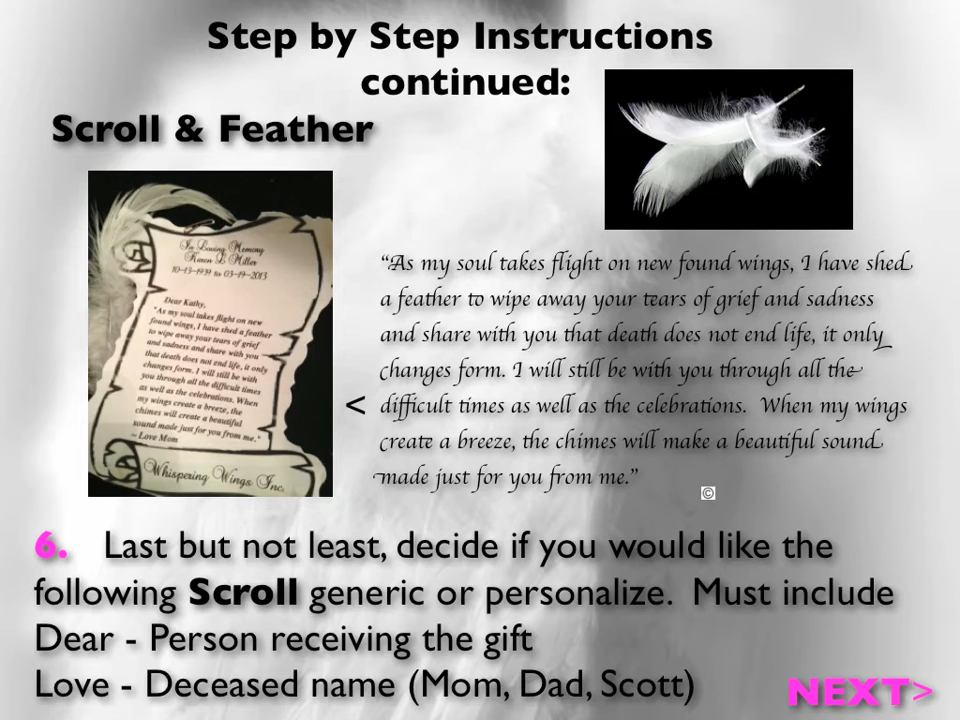 Step by Step Instructions
continued:
Scroll & Feather
In Loving Memory
Karen L Miller
10-13-1939 to 03-19-2013
Dear Kathy,
"As my soul takes flight on new
found wings, I have shed a feather
to wipe away your tears of grief
and sadness and share with you
that death does not end life, it only
changes form. I will still be with
you through all the difficult times
as well as the celebrations. When
my wings create a breeze, the
chimes will create a beautiful
sound made just for you from me."
~ Love Mom
Whispering Wings Inc.
<
“As my soul takes flight on new found wings, I have shed
a feather to wipe away your tears of grief and sadness
and share with you that death does not end life, it only
changes form. I will still be with you through all the
difficult times as well as the celebrations. When my wings
create a breeze, the chimes will make a beautiful sound
made just for you from me.”
©
6. Last but not least, decide if you would like the
following Scroll generic or personalize. Must include
Dear - Person receiving the gift
Love - Deceased name (Mom, Dad, Scott)
NEXT>